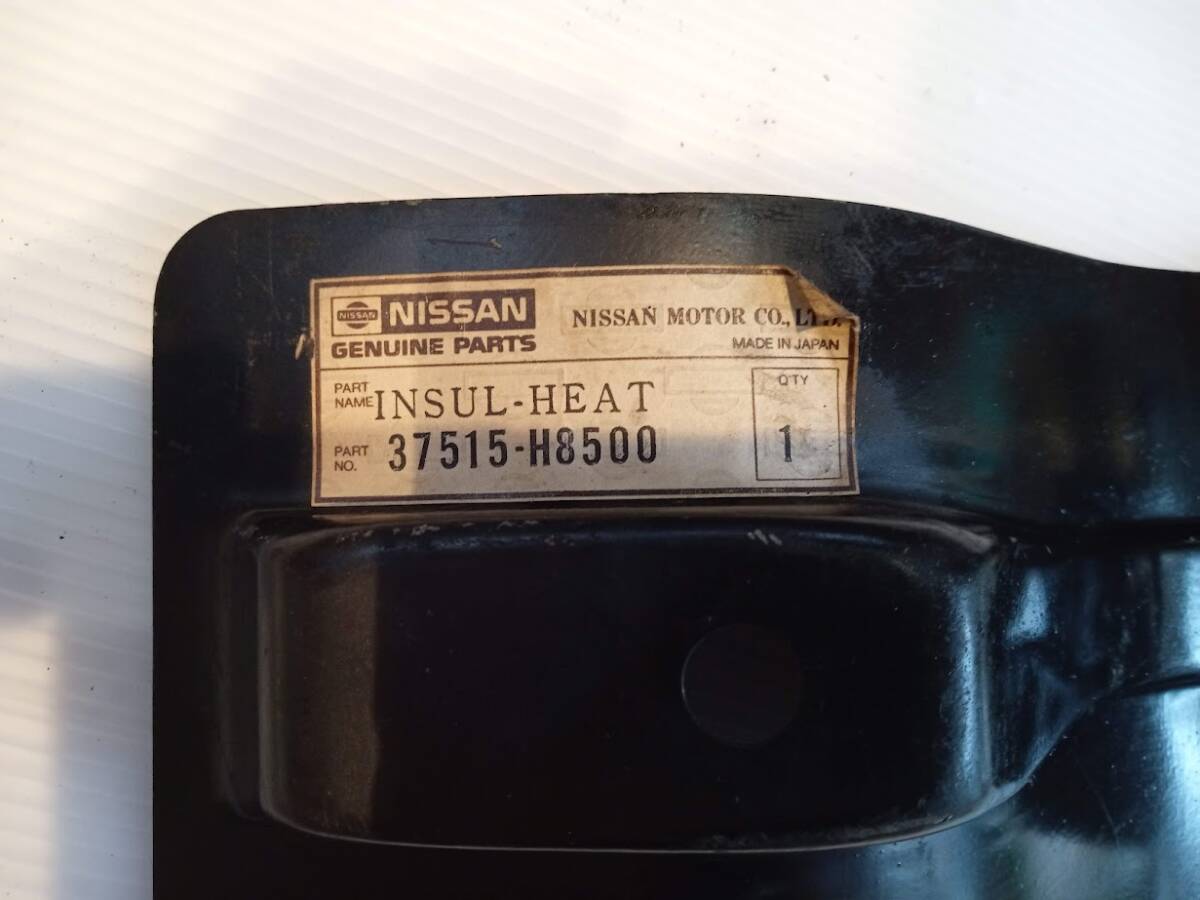 NISSAN NISSAN
GENUINE PARTS
NISSAN MOTOR CO., LTD.
MADE IN JAPAN
PART NAME INSUL-HEAT
PART NO. 37515-H8500
QTY
1